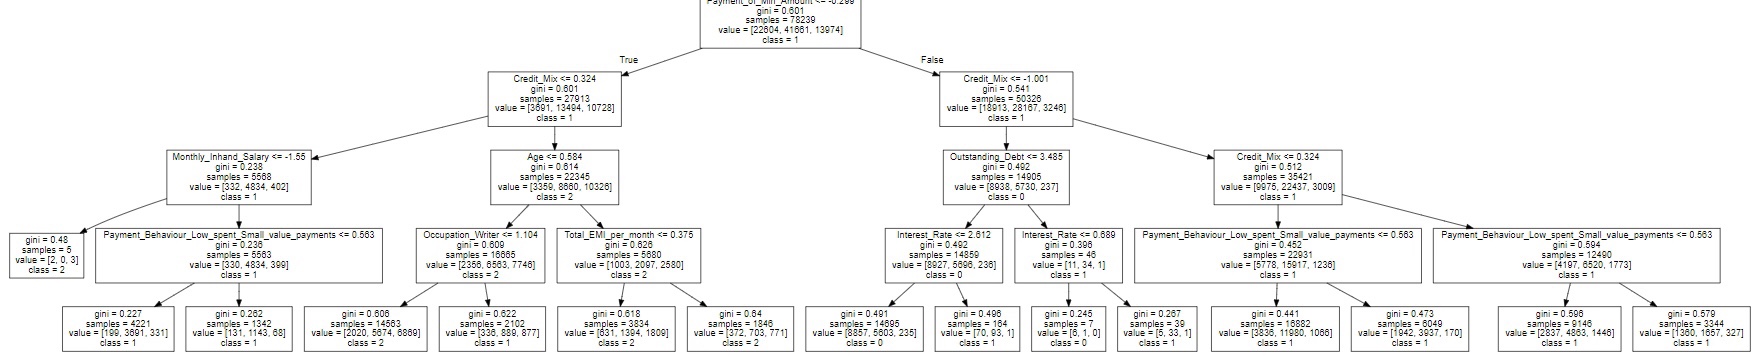 Payment_of_Min_Amount <= -0.299
gini = 0.601
samples = 78239
value = [22604, 41661, 13974]
class = 1
True
False
Credit_Mix <= 0.324
gini = 0.601
samples = 27913
value = [3691, 13494, 10728]
class = 1
Credit_Mix <= -1.001
gini = 0.541
samples = 50326
value = [18913, 28167, 3246]
class = 1
Monthly_Inhand_Salary <= -1.55
gini = 0.238
samples = 5568
value = [332, 4834, 402]
class = 1
Age <= 0.584
gini = 0.614
samples = 22345
value = [3359, 8660, 10326]
class = 2
Outstanding_Debt <= 3.485
gini = 0.492
samples = 14905
value = [8938, 5730, 237]
class = 0
Credit_Mix <= 0.324
gini = 0.512
samples = 35421
value = [9975, 22437, 3009]
class = 1
gini = 0.48
samples = 5
value = [2, 0, 3]
class = 2
Payment_Behaviour_Low_spent_Small_value_payments <= 0.563
gini = 0.236
samples = 5563
value = [330, 4834, 399]
class = 1
Occupation_Writer <= 1.104
gini = 0.609
samples = 16665
value = [2356, 6563, 7746]
class = 2
Total_EMI_per_month <= 0.375
gini = 0.626
samples = 5680
value = [1003, 2097, 2580]
class = 2
Interest_Rate <= 2.612
gini = 0.492
samples = 14859
value = [8927, 5696, 236]
class = 0
Interest_Rate <= 0.689
gini = 0.396
samples = 46
value = [11, 34, 1]
class = 1
Payment_Behaviour_Low_spent_Small_value_payments <= 0.563
gini = 0.452
samples = 22931
value = [5778, 15917, 1236]
class = 1
Payment_Behaviour_Low_spent_Small_value_payments <= 0.563
gini = 0.594
samples = 12490
value = [4197, 6520, 1773]
class = 1
gini = 0.227
samples = 4221
value = [199, 3691, 331]
class = 1
gini = 0.262
samples = 1342
value = [131, 1143, 68]
class = 1
gini = 0.606
samples = 14563
value = [2020, 5674, 6869]
class = 2
gini = 0.622
samples = 2102
value = [336, 889, 877]
class = 1
gini = 0.618
samples = 3834
value = [631, 1394, 1809]
class = 2
gini = 0.64
samples = 1846
value = [372, 703, 771]
class = 2
gini = 0.491
samples = 14695
value = [8857, 5603, 235]
class = 0
gini = 0.496
samples = 164
value = [70, 93, 1]
class = 1
gini = 0.245
samples = 7
value = [6, 1, 0]
class = 0
gini = 0.267
samples = 39
value = [5, 33, 1]
class = 1
gini = 0.441
samples = 16882
value = [3836, 11980, 1066]
class = 1
gini = 0.473
samples = 6049
value = [1942, 3937, 170]
class = 1
gini = 0.596
samples = 9146
value = [2837, 4863, 1446]
class = 1
gini = 0.579
samples = 3344
value = [1360, 1657, 327]
class = 1